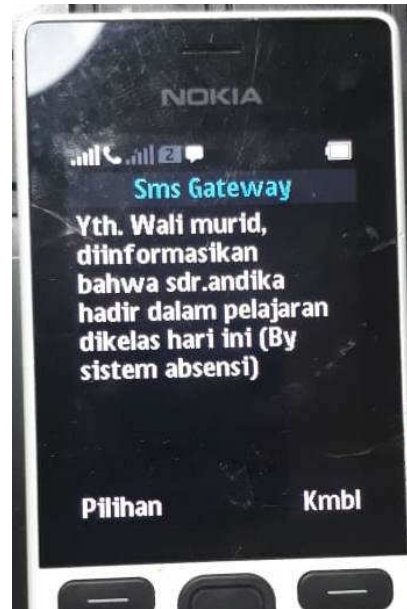 NOKIA
2
Sms Gateway
Yth. Wali murid,
diinformasikan
bahwa sdr.andika
hadir dalam pelajaran
dikelas hari ini (By
sistem absensi)
Pilihan Kmbl